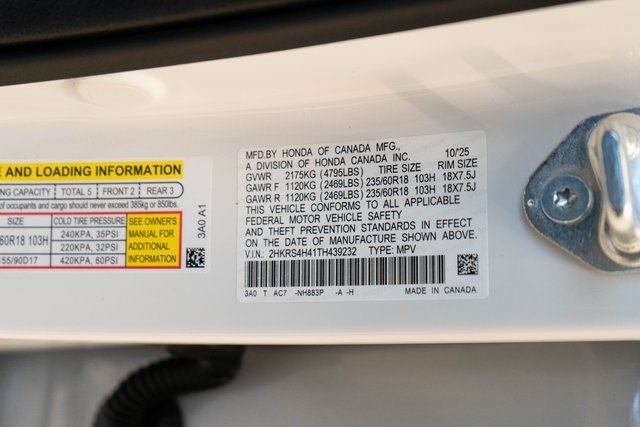 E AND LOADING INFORMATION
ING CAPACITY TOTAL 5 FRONT 2 REAR 3
of occupants and cargo should never exceed 385kg or 850lbs.
SIZE COLD TIRE PRESSURE SEE OWNER'S
60R18 103H 240KPA, 35PSI MANUAL FOR
220KPA, 32PSI ADDITIONAL
55/90D17 420KPA, 60PSI INFORMATION
3A0 A1
MFD.BY HONDA OF CANADA MFG., 10/25
A DIVISION OF HONDA CANADA INC.
GVWR 2175KG (4795LBS) TIRE SIZE RIM SIZE
GAWR F 1120KG (2469LBS) 235/60R18 103H 18X7.5J
GAWR R 1120KG (2469LBS) 235/60R18 103H 18X7.5J
THIS VEHICLE CONFORMS TO ALL APPLICABLE
FEDERAL MOTOR VEHICLE SAFETY
AND THEFT PREVENTION STANDARDS IN EFFECT ON
THE DATE OF MANUFACTURE SHOWN ABOVE.
V.I.N.: 2HKRS4H41TH439232 TYPE: MPV
3A0 T AC7 -NH883P -A -H MADE IN CANADA